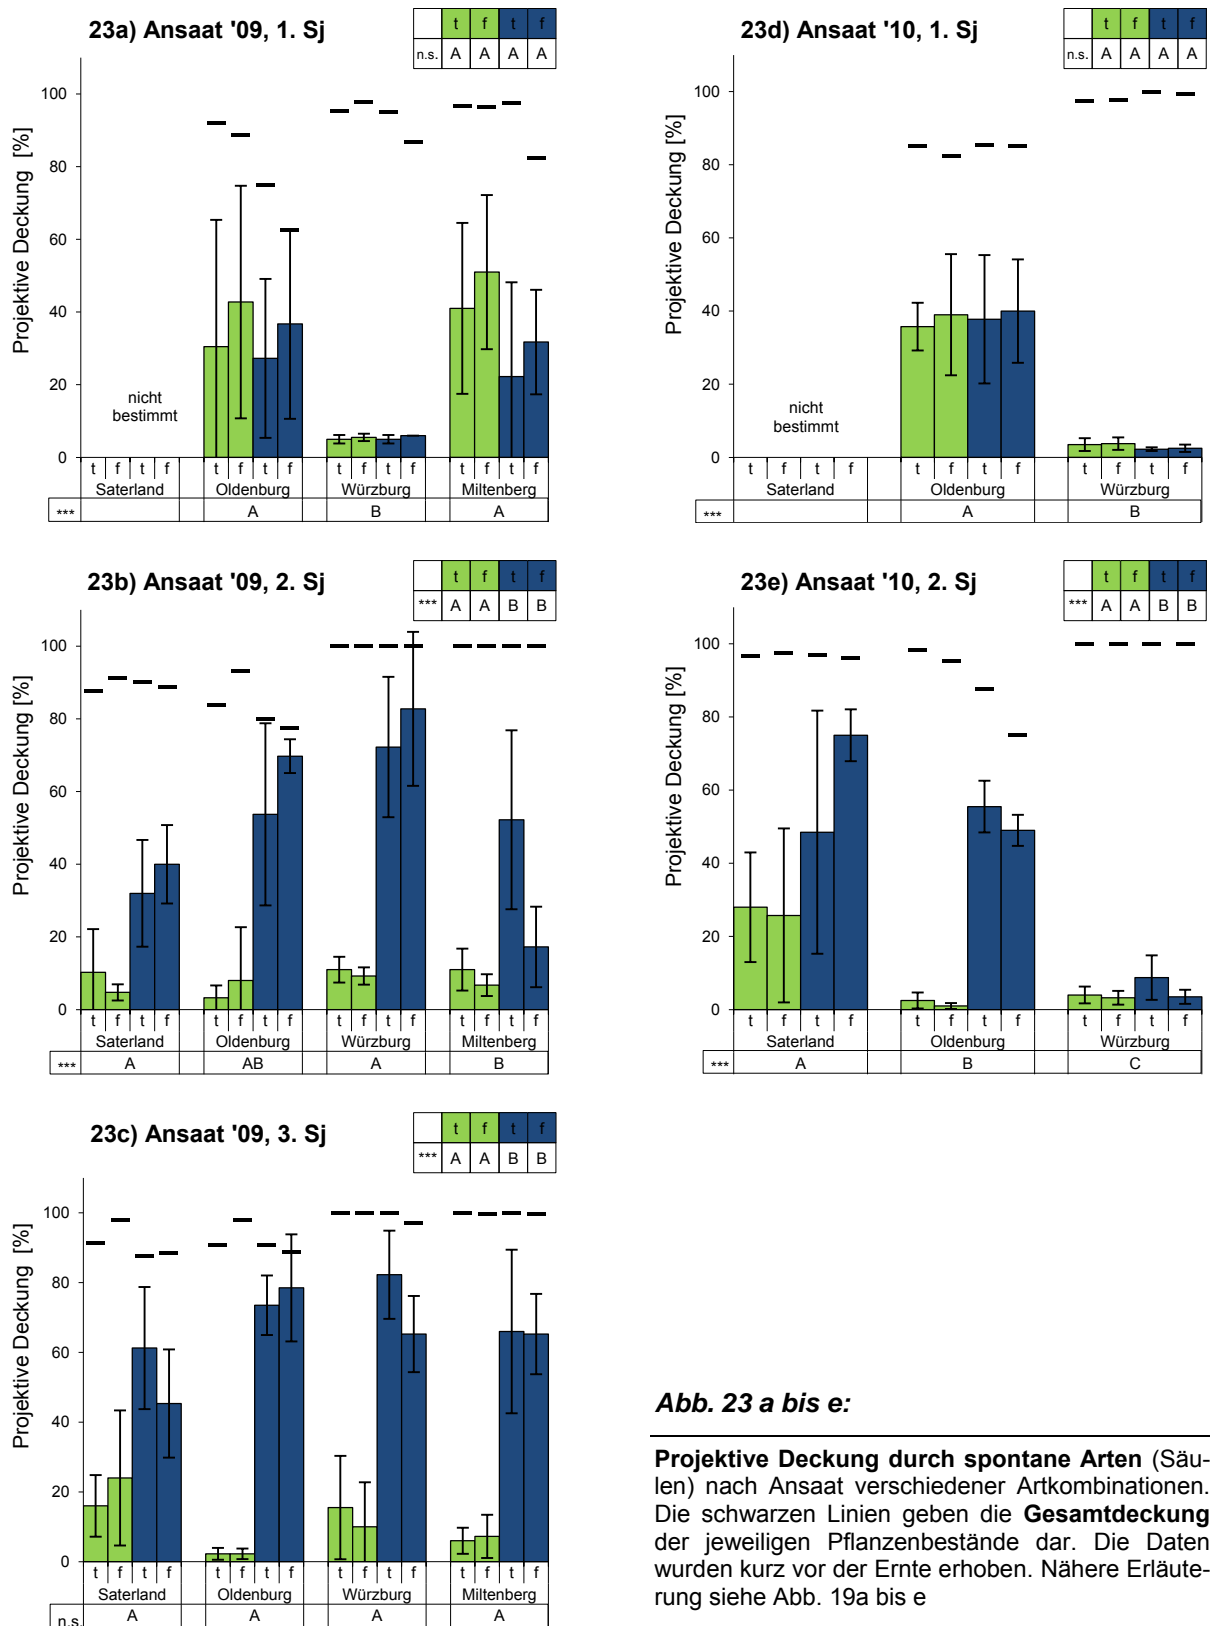 23a) Ansaat '09, 1. Sj
t f t f
n.s. A A A A
Projektive Deckung [%]
100
80
60
40
20
0
nicht
bestimmt
t f t f t f t f t f t f t f t f
Saterland Oldenburg Würzburg Miltenberg
*** A B A
23d) Ansaat '10, 1. Sj
t f t f
n.s. A A A A
Projektive Deckung [%]
100
80
60
40
20
0
nicht
bestimmt
t f t f t f t f t f t f
Saterland Oldenburg Würzburg
*** A B
23b) Ansaat '09, 2. Sj
t f t f
*** A A B B
Projektive Deckung [%]
100
80
60
40
20
0
t f t f t f t f t f t f t f t f
Saterland Oldenburg Würzburg Miltenberg
*** A AB A B
23e) Ansaat '10, 2. Sj
t f t f
*** A A B B
Projektive Deckung [%]
100
80
60
40
20
0
t f t f t f t f t f t f
Saterland Oldenburg Würzburg
*** A B C
23c) Ansaat '09, 3. Sj
t f t f
*** A A B B
Projektive Deckung [%]
100
80
60
40
20
0
t f t f t f t f t f t f t f t f
Saterland Oldenburg Würzburg Miltenberg
n.s. A A A A
Abb. 23 a bis e:
Projektive Deckung durch spontane Arten (Säu-
len) nach Ansaat verschiedener Artkombinationen.
Die schwarzen Linien geben die Gesamtdeckung
der jeweiligen Pflanzenbestände dar. Die Daten
wurden kurz vor der Ernte erhoben. Nähere Erläute-
rung siehe Abb. 19a bis e